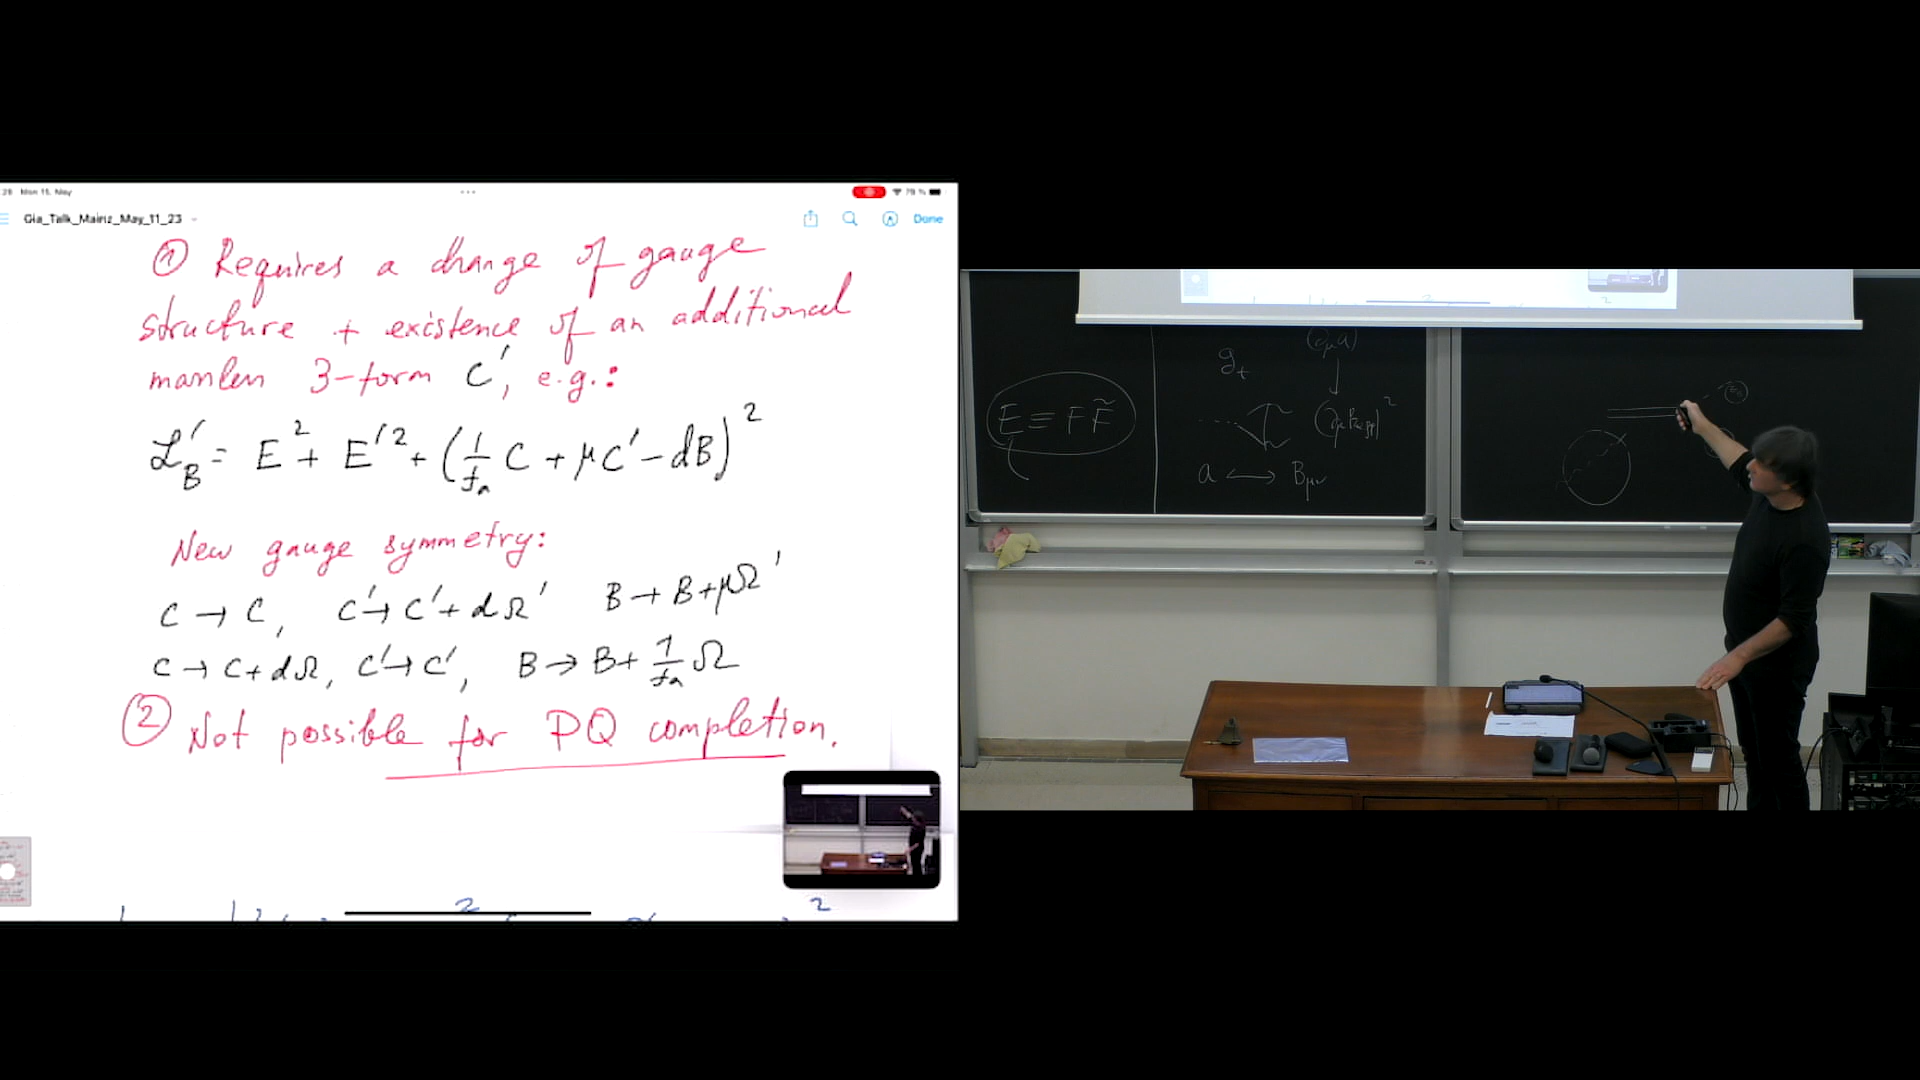 Mon 15. May
79 %
Gia_Talk_Mainz_May_11_23
Done
① Requires a change of gauge
structure + existence of an additional
massless 3-form C', e.g.:
L'_B = E² + E'² + (1/f_a C + μC' - dB)²
New gauge symmetry:
C → C, C' → C' + dΩ' B → B + μΩ'
C → C + dΩ, C' → C', B → B + 1/f_a Ω
② Not possible for PQ completion.
E ≡ F F̃
a ⟷ B_μν